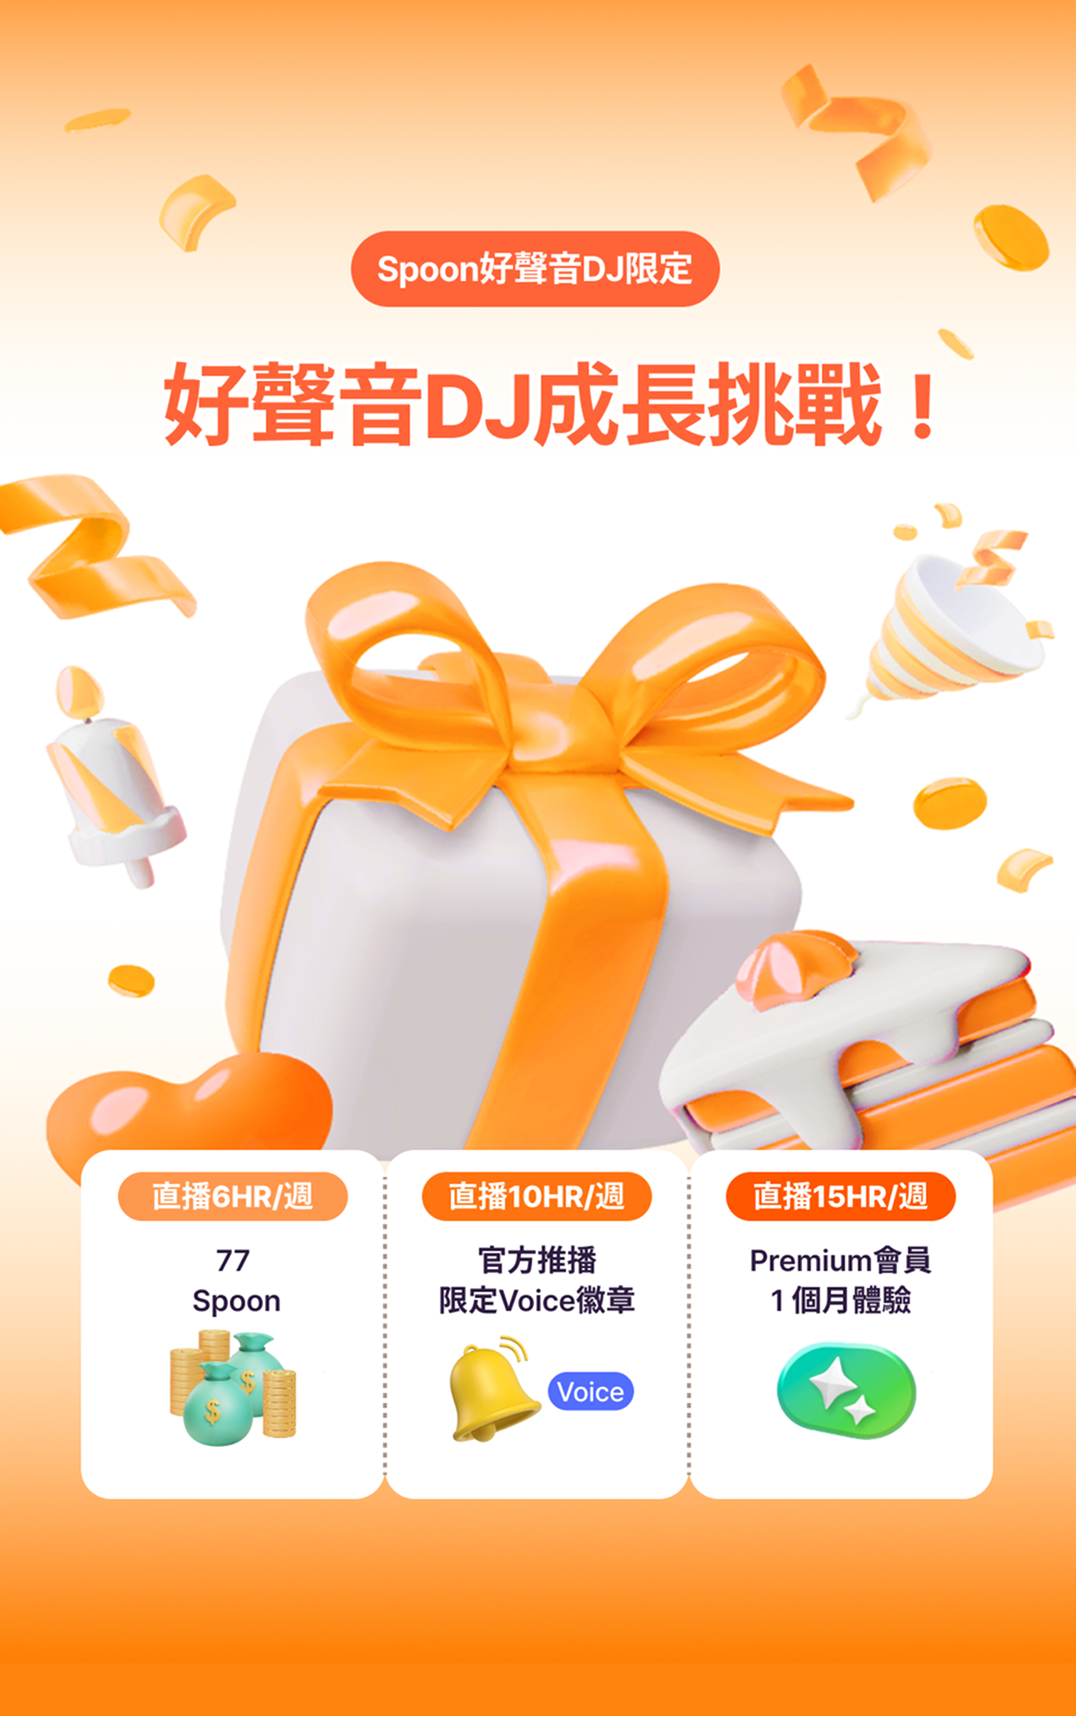 Spoon好聲音DJ限定
好聲音DJ成長挑戰！
直播6HR/週
77
Spoon
直播10HR/週
官方推播
限定Voice徽章
Voice
直播15HR/週
Premium會員
1個月體驗